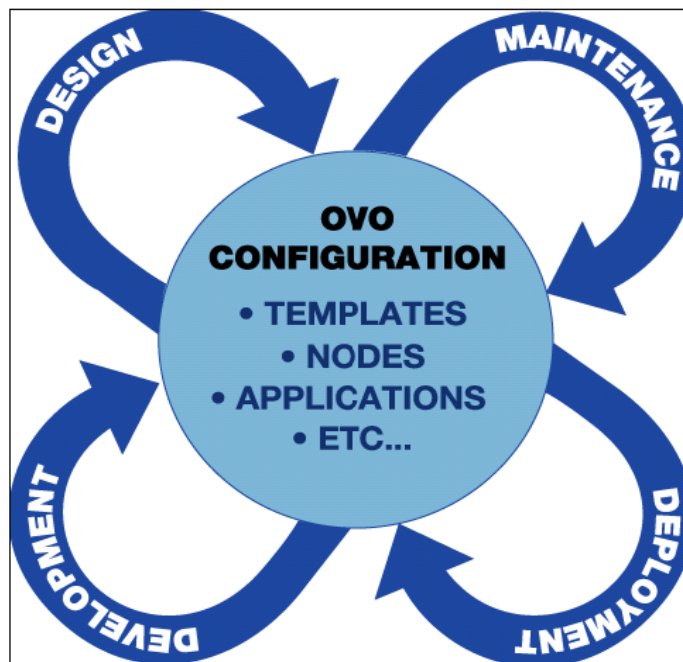 DESIGN
MAINTENANCE
OVO
CONFIGURATION
• TEMPLATES
• NODES
• APPLICATIONS
• ETC...
DEVELOPMENT
DEPLOYMENT